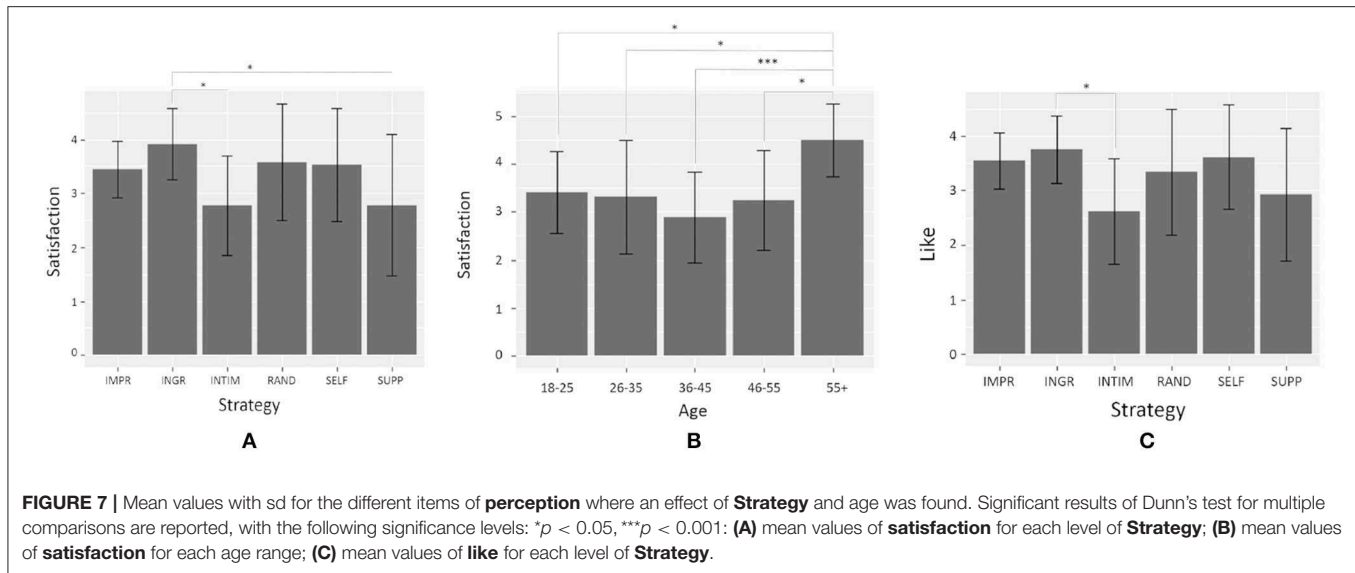 *
*
4
3
2
1
0
Satisfaction
IMPR INGR INTIM RAND SELF SUPP
Strategy
A
*
*
***
*
5
4
3
2
1
0
Satisfaction
18-25 26-35 36-45 46-55 55+
Age
B
*
4
3
2
1
0
Like
IMPR INGR INTIM RAND SELF SUPP
Strategy
C
FIGURE 7 | Mean values with sd for the different items of perception where an effect of Strategy and age was found. Significant results of Dunn's test for multiple
comparisons are reported, with the following significance levels: *p < 0.05, ***p < 0.001: (A) mean values of satisfaction for each level of Strategy; (B) mean values
of satisfaction for each age range; (C) mean values of like for each level of Strategy.